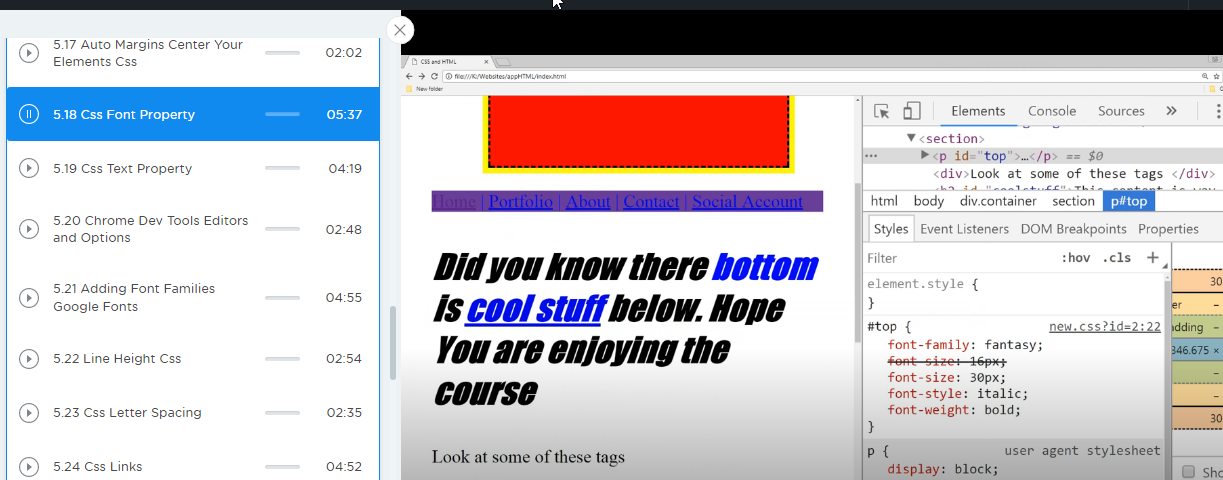 5.17 Auto Margins Center Your
Elements Css
02:02
5.18 Css Font Property
05:37
5.19 Css Text Property
04:19
5.20 Chrome Dev Tools Editors
and Options
02:48
5.21 Adding Font Families
Google Fonts
04:55
5.22 Line Height Css
02:54
5.23 Css Letter Spacing
02:35
5.24 Css Links
04:52
CSS and HTML
file:///K:/Websites/appHTML/index.html
New folder
Home | Portfolio | About | Contact | Social Account
Did you know there bottom
is cool stuff below. Hope
You are enjoying the
course
Look at some of these tags
Elements Console Sources »
<section>
<p id="top">…</p> == $0
<div>Look at some of these tags </div>
html body div.container section p#top
Styles Event Listeners DOM Breakpoints Properties
Filter :hov .cls +
element.style {
}
#top { new.css?id=2:22
font-family: fantasy;
font-size: 16px;
font-size: 30px;
font-style: italic;
font-weight: bold;
}
p { user agent stylesheet
display: block;
30
er –
dding –
346.675 ×
–
–
30
Sho